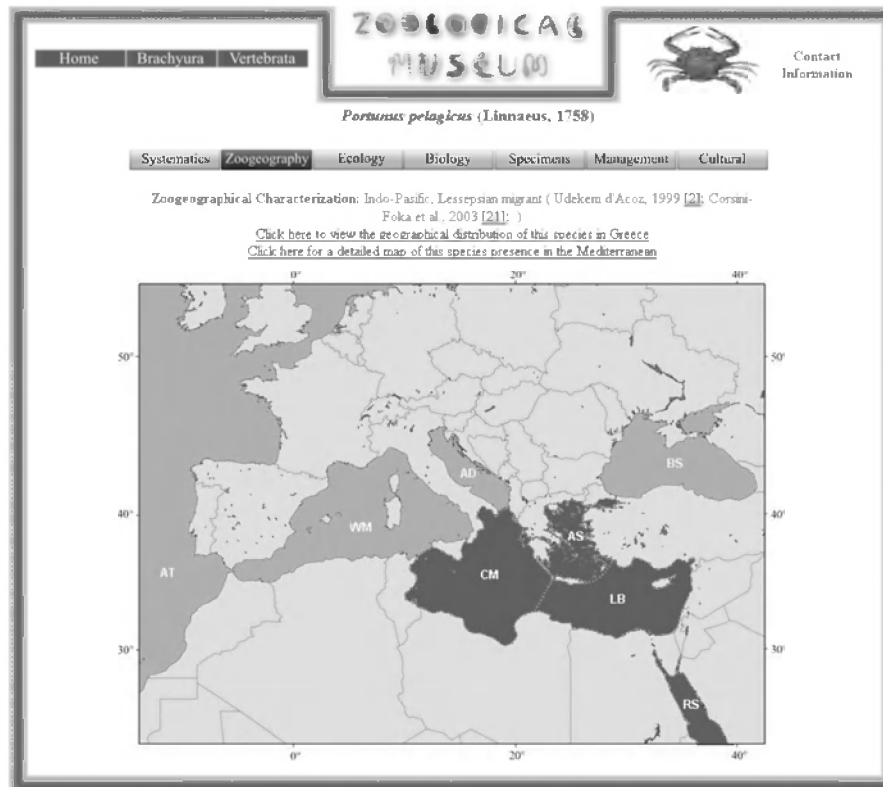 ZOOLOGICAL
MUSEUM
Home Brachyura Vertebrata
Contact
Information
Portunus pelagicus (Linnaeus, 1758)
Systematics Zoogeography Ecology Biology Specimens Management Cultural
Zoogeographical Characterization: Indo-Pasific, Lessepsian migrant ( Udekem d'Acoz, 1999 [2]; Corsini-
Foka et al., 2003 [21]; )
Click here to view the geographical distribution of this species in Greece
Click here for a detailed map of this species presence in the Mediterranean
0° 20° 40°
50° 50°
BS
AD
40° 40°
WM
AS
AT
CM
LB
30° 30°
RS
0° 20° 40°